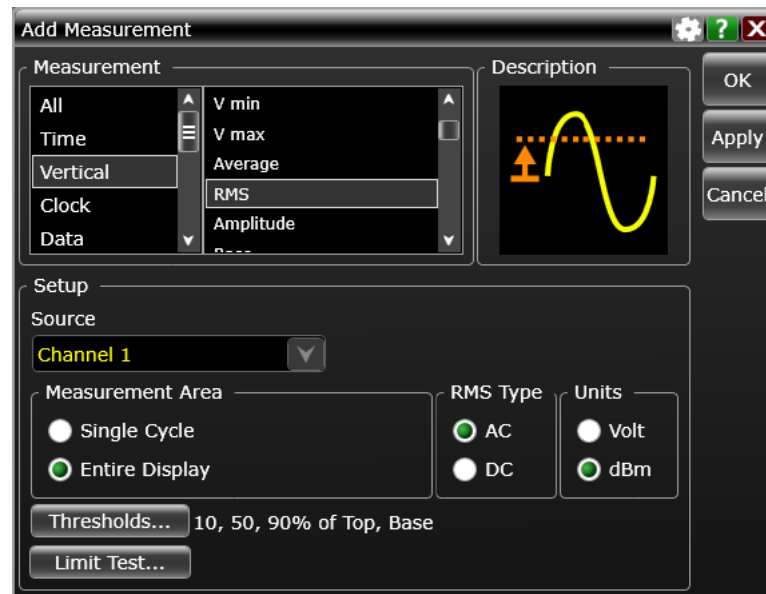 Add Measurement
?
X
Measurement
All
Time
Vertical
Clock
Data
V min
V max
Average
RMS
Amplitude
Description
OK
Apply
Cancel
Setup
Source
Channel 1
Measurement Area
Single Cycle
Entire Display
RMS Type
AC
DC
Units
Volt
dBm
Thresholds...
10, 50, 90% of Top, Base
Limit Test...